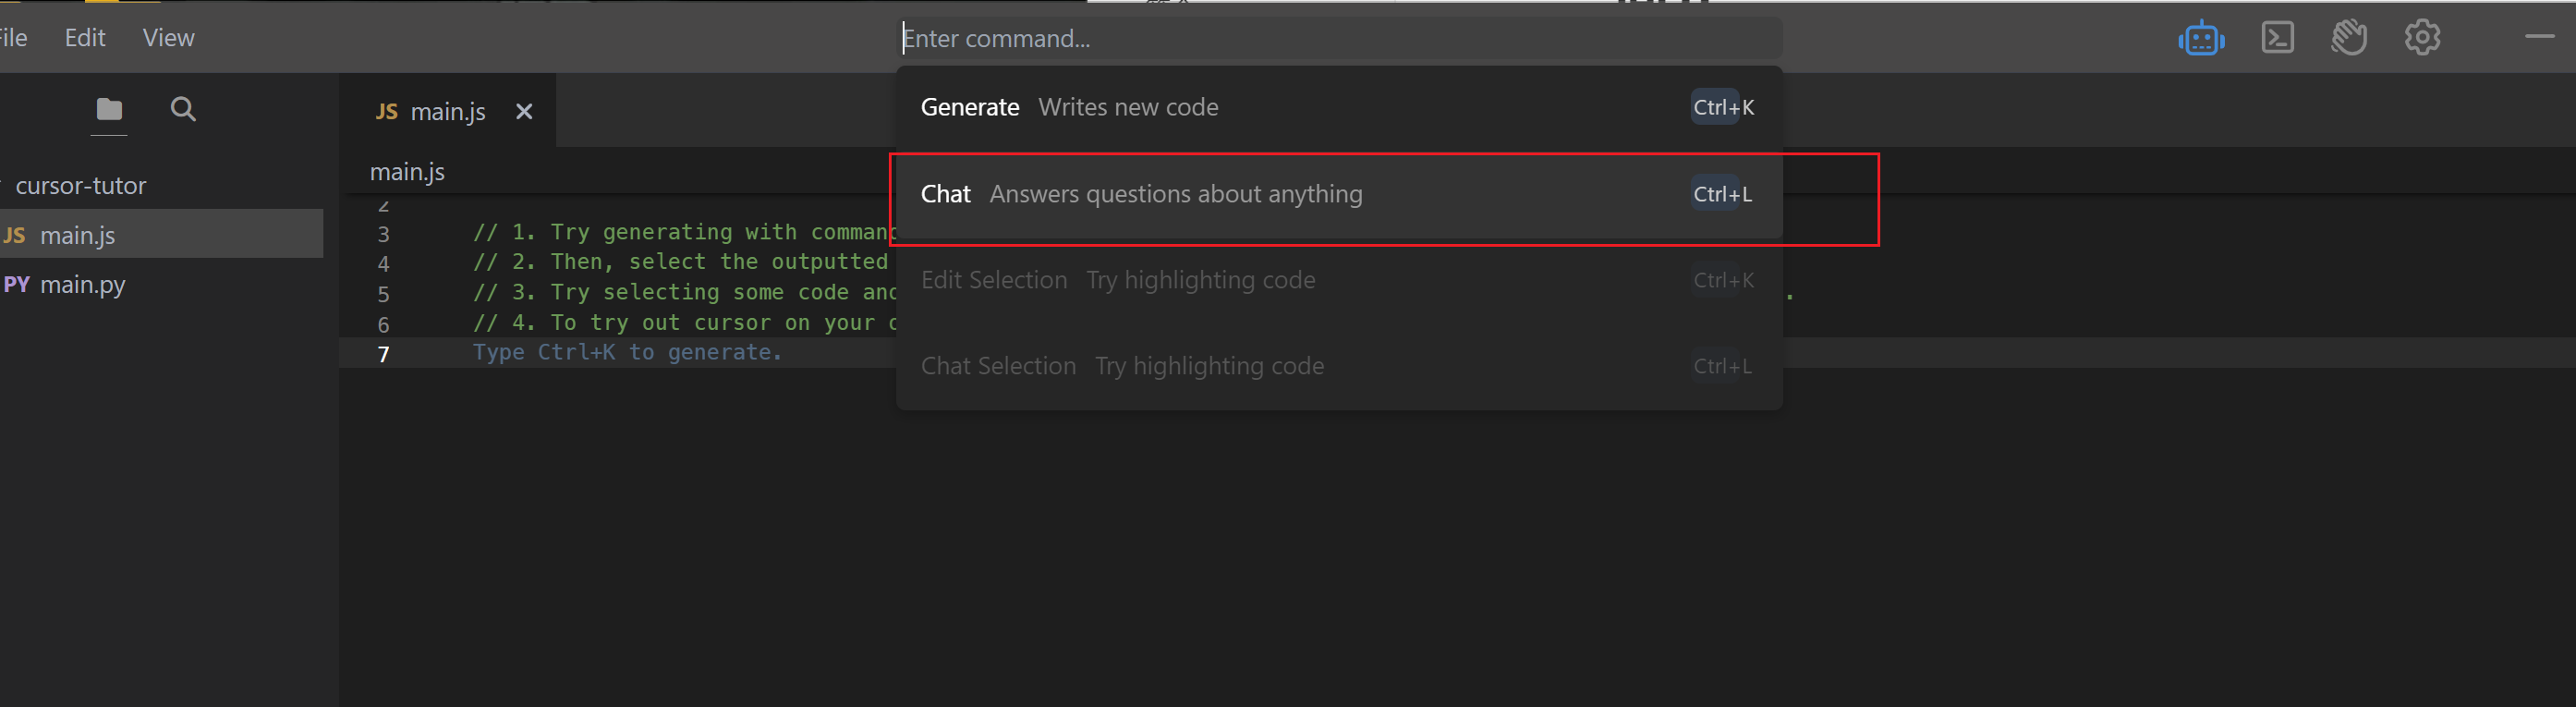 File Edit View
Enter command...
Generate Writes new code Ctrl+K
Chat Answers questions about anything Ctrl+L
Edit Selection Try highlighting code Ctrl+K
Chat Selection Try highlighting code Ctrl+L
cursor-tutor
JS main.js
PY main.py
JS main.js
main.js
2
3 // 1. Try generating with command
4 // 2. Then, select the outputted
5 // 3. Try selecting some code and .
6 // 4. To try out cursor on your
7 Type Ctrl+K to generate.